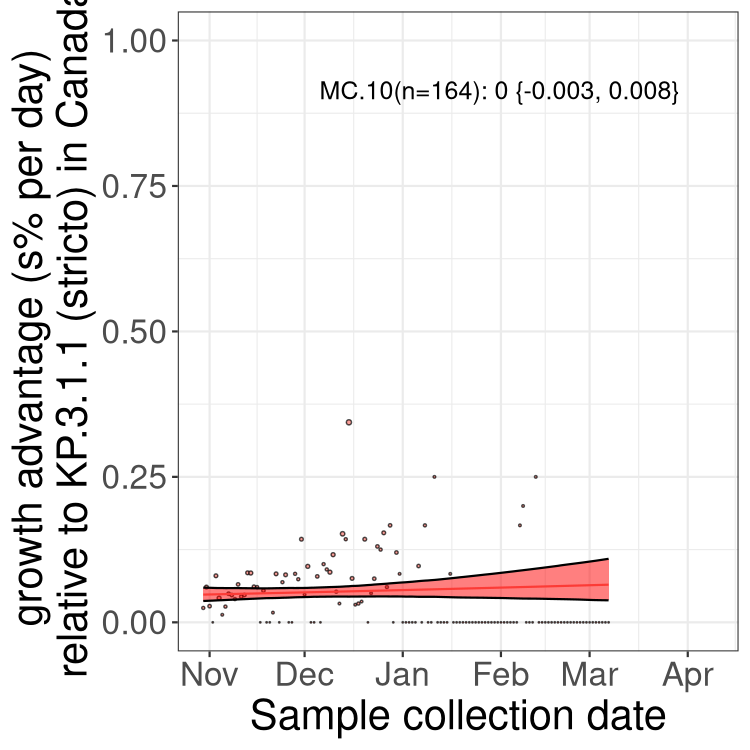 growth advantage (s% per day)
relative to KP.3.1.1 (stricto) in Canada
1.00
0.75
0.50
0.25
0.00
MC.10(n=164): 0 {-0.003, 0.008}
Nov Dec Jan Feb Mar Apr
Sample collection date